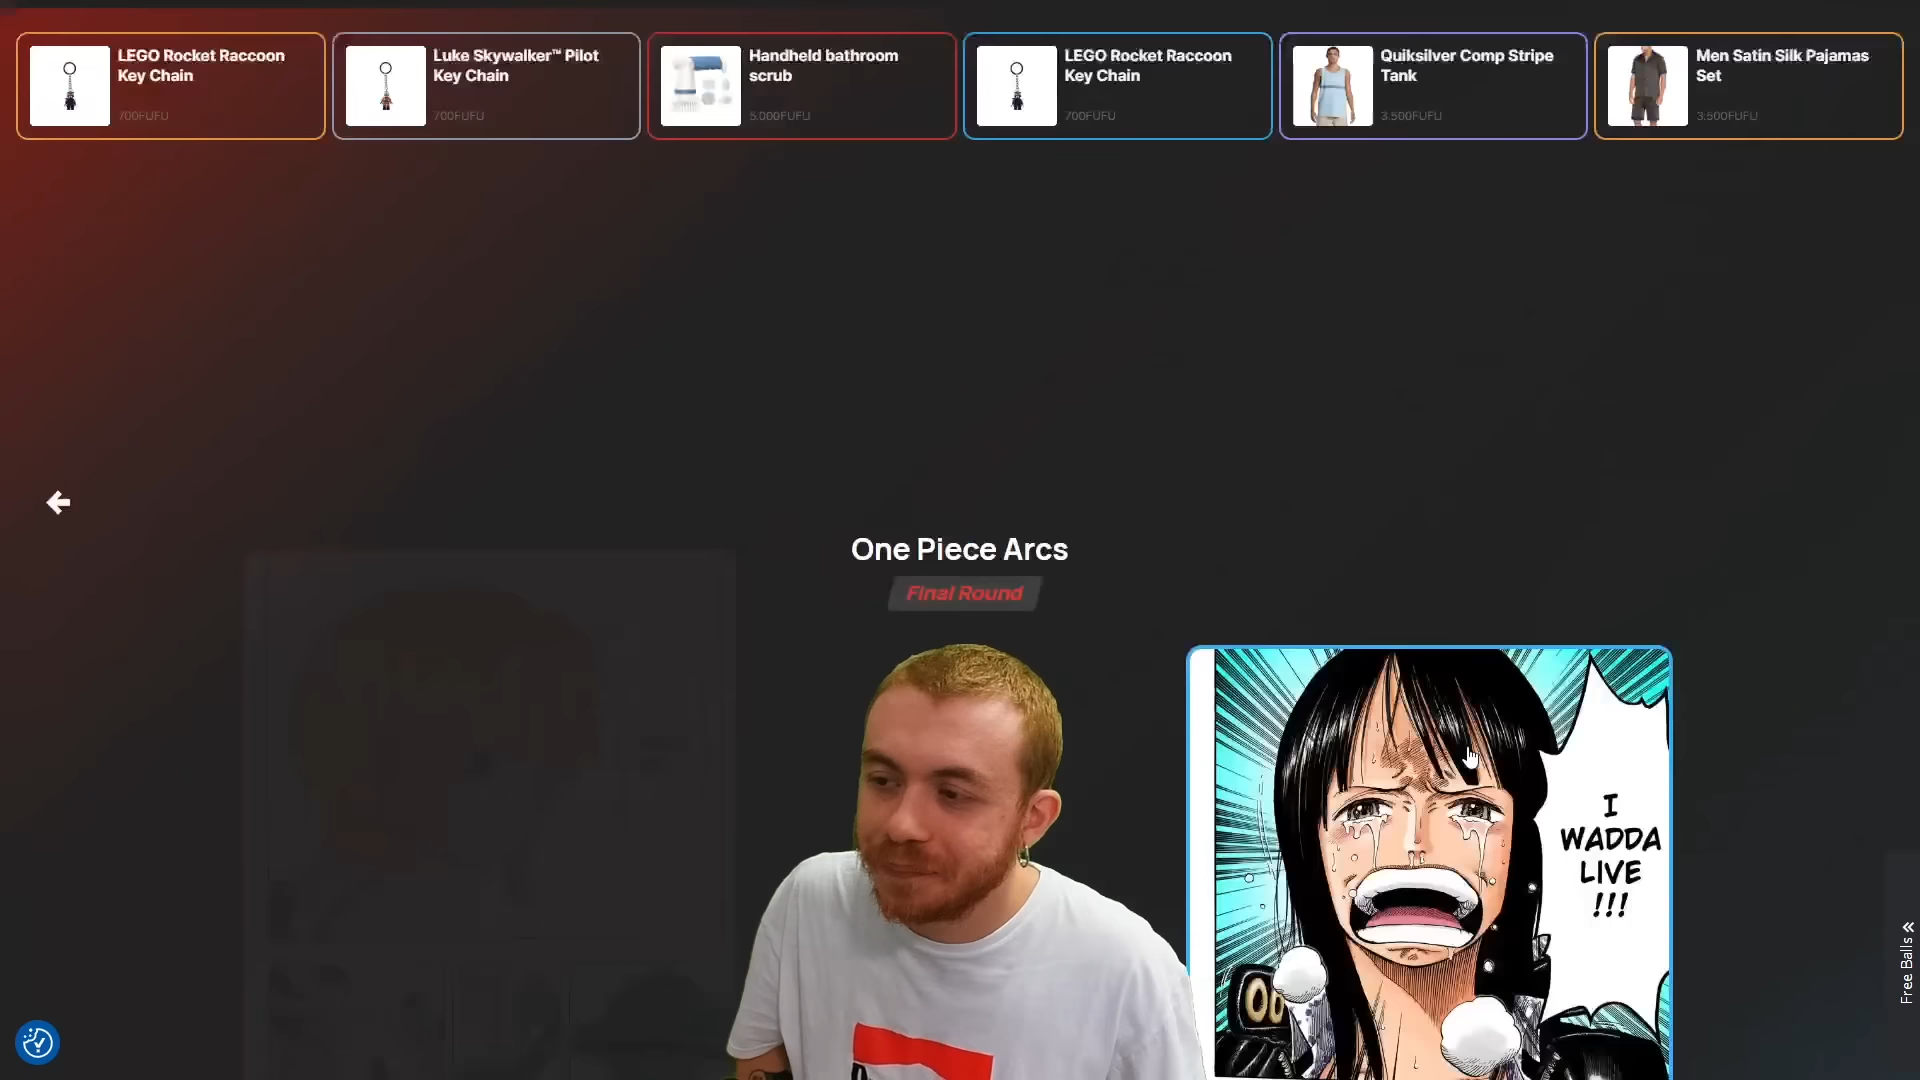 LEGO Rocket Raccoon
Key Chain
700FUFU
Luke Skywalker™ Pilot
Key Chain
700FUFU
Handheld bathroom
scrub
5.000FUFU
LEGO Rocket Raccoon
Key Chain
700FUFU
Quiksilver Comp Stripe
Tank
3.500FUFU
Men Satin Silk Pajamas
Set
3.500FUFU
One Piece Arcs
Final Round
I
WADDA
LIVE
!!!
Free Balls